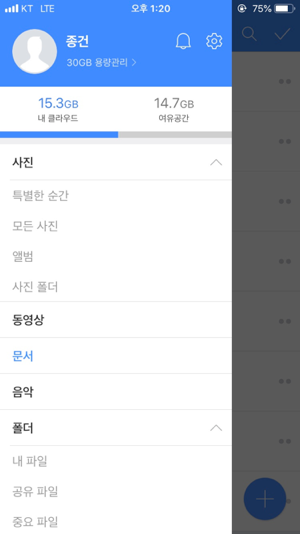 KT LTE 오후 1:20 75%
종건
30GB 용량관리
15.3GB 14.7GB
내 클라우드 여유공간
사진
특별한 순간
모든 사진
앨범
사진 폴더
동영상
문서
음악
폴더
내 파일
공유 파일
중요 파일